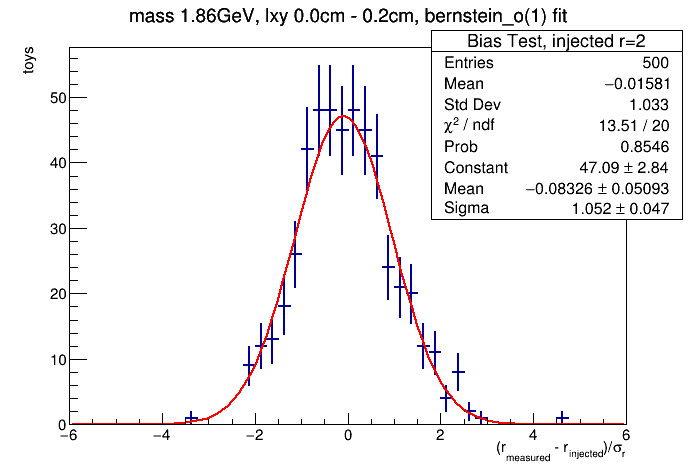 mass 1.86GeV, lxy 0.0cm - 0.2cm, bernstein_o(1) fit
toys
Bias Test, injected r=2
Entries 500
Mean −0.01581
Std Dev 1.033
χ² / ndf 13.51 / 20
Prob 0.8546
Constant 47.09 ± 2.84
Mean −0.08326 ± 0.05093
Sigma 1.052 ± 0.047
50
40
30
20
10
0
−6 −4 −2 0 2 4 6
(r_measured - r_injected)/σ_r